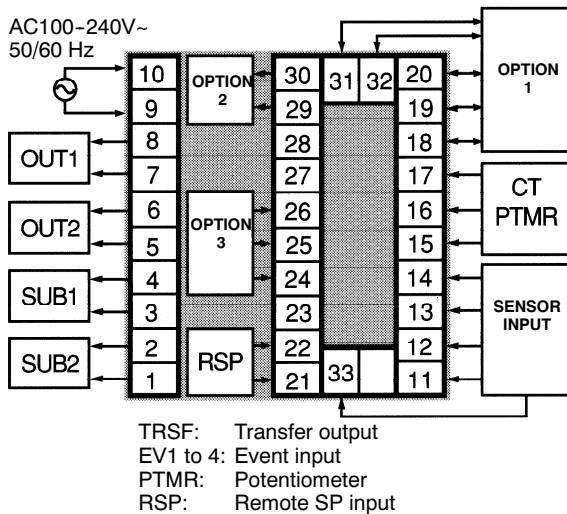 AC100-240V~
50/60 Hz
10
9
8
7
6
5
4
3
2
1
OUT1
OUT2
SUB1
SUB2
OPTION
2
OPTION
3
RSP
30
29
28
27
26
25
24
23
22
21
31
32
33
20
19
18
17
16
15
14
13
12
11
OPTION
1
CT
PTMR
SENSOR
INPUT
TRSF: Transfer output
EV1 to 4: Event input
PTMR: Potentiometer
RSP: Remote SP input